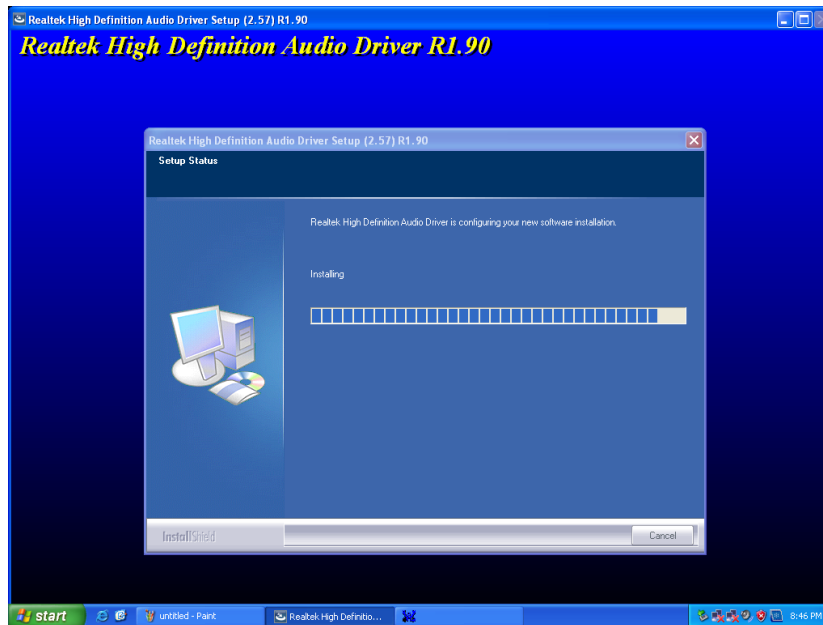 Realtek High Definition Audio Driver Setup (2.57) R1.90
Realtek High Definition Audio Driver R1.90
Realtek High Definition Audio Driver Setup (2.57) R1.90
Setup Status
Realtek High Definition Audio Driver is configuring your new software installation.
Installing
InstallShield
Cancel
start
untitled - Paint
Realtek High Definitio...
8:46 PM